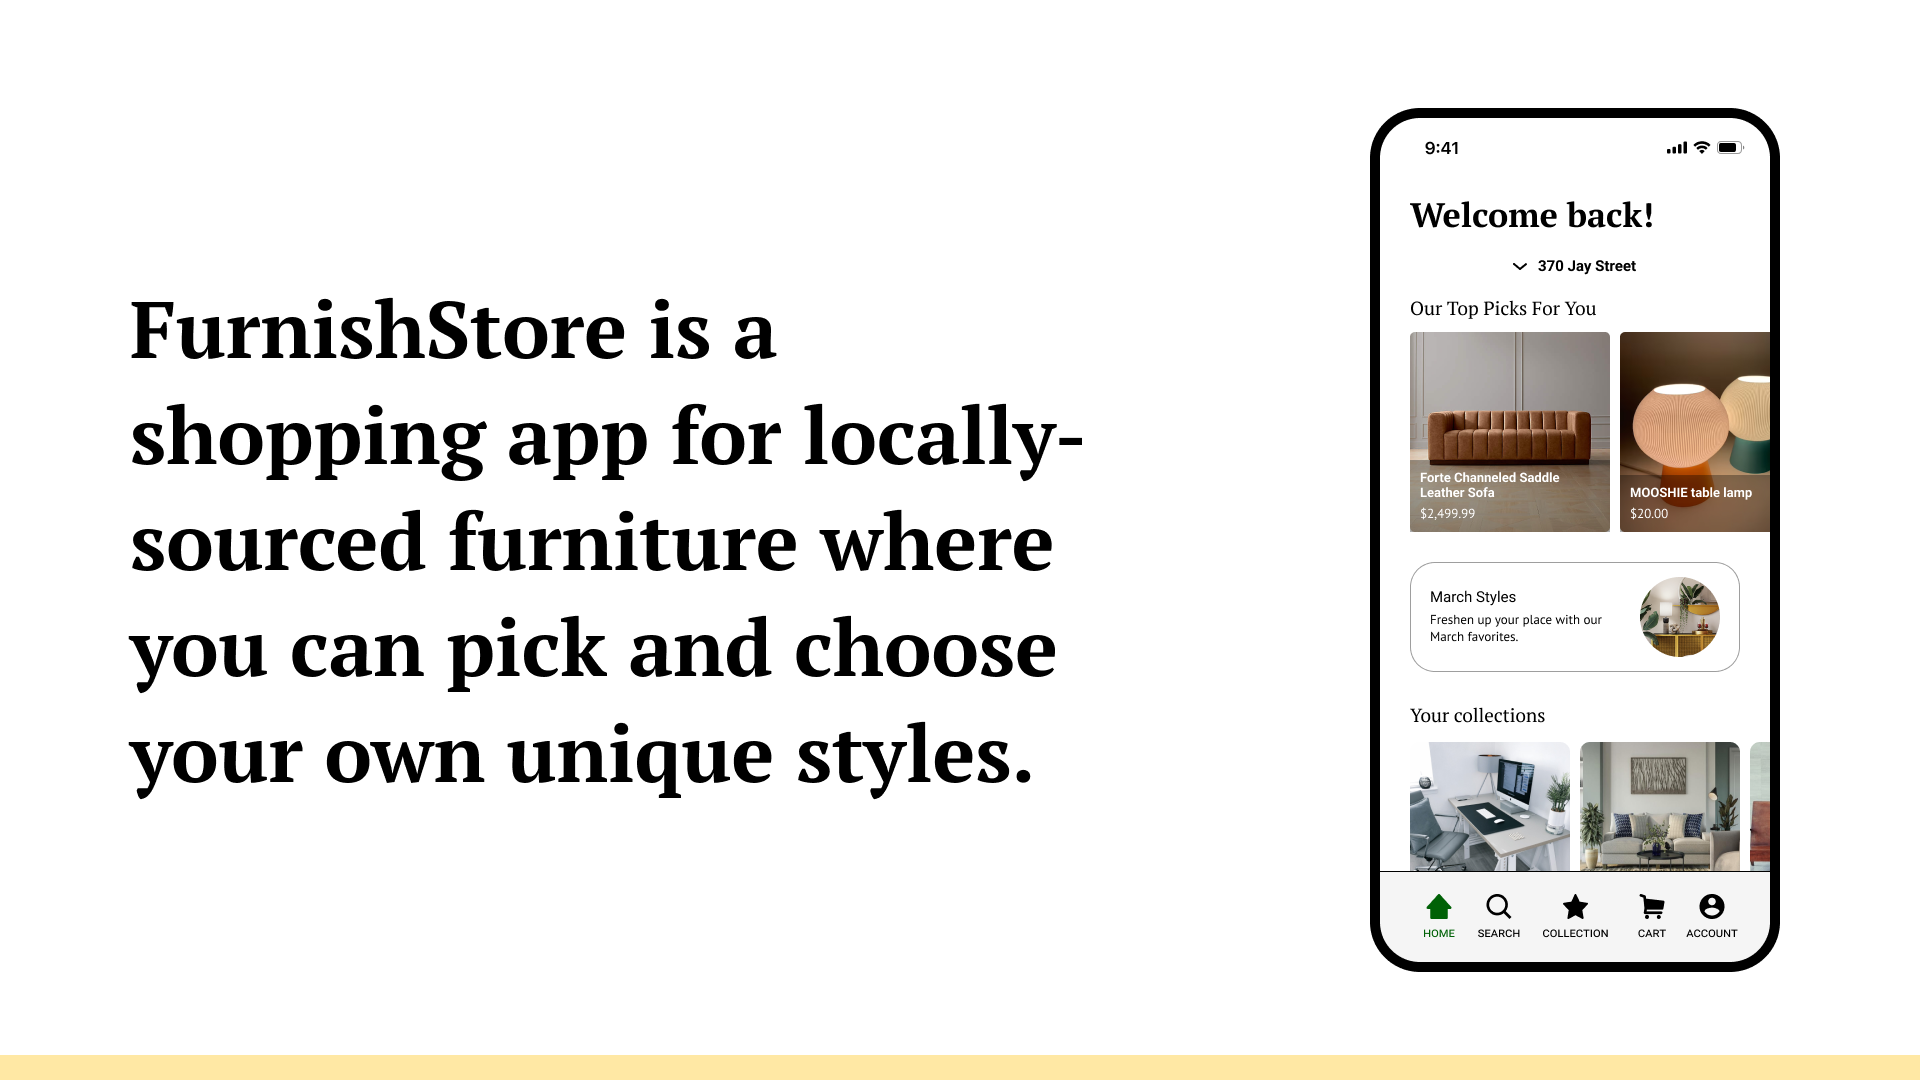 FurnishStore is a
shopping app for locally-
sourced furniture where
you can pick and choose
your own unique styles.
9:41
Welcome back!
370 Jay Street
Our Top Picks For You
Forte Channeled Saddle
Leather Sofa
$2,499.99
MOOSHIE table lamp
$20.00
March Styles
Freshen up your place with our
March favorites.
Your collections
HOME
SEARCH
COLLECTION
CART
ACCOUNT